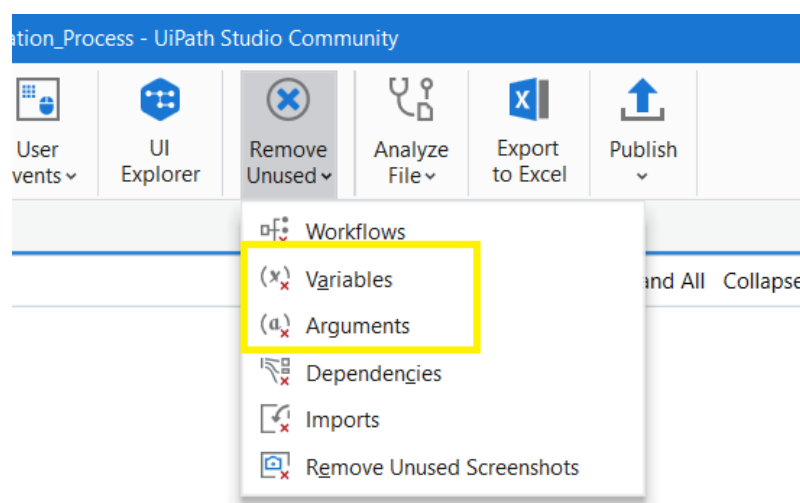 ation_Process - UiPath Studio Community
User
vents
UI
Explorer
Remove
Unused
Analyze
File
Export
to Excel
Publish
Workflows
Variables
Arguments
and All Collapse
Dependencies
Imports
Remove Unused Screenshots